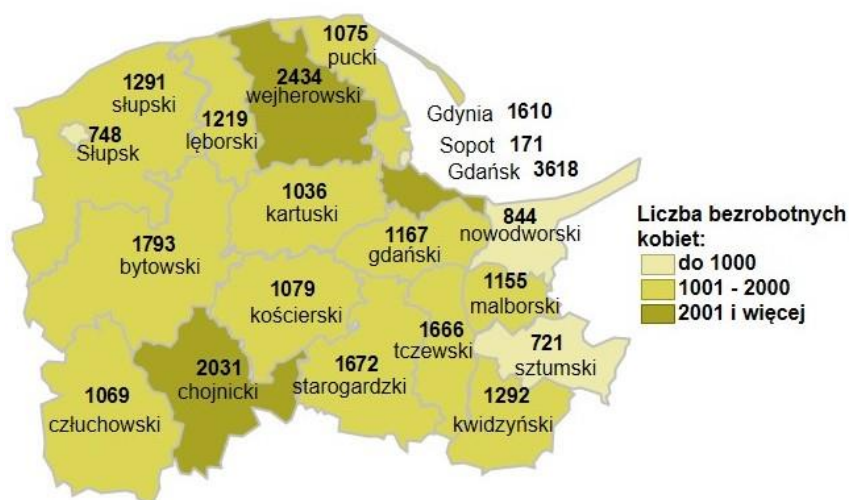 1075
pucki
1291
słupski
2434
wejherowski
1219
lęborski
748
Słupsk
Gdynia 1610
Sopot 171
Gdańsk 3618
1036
kartuski
844
nowodworski
1793
bytowski
1167
gdański
1079
kościerski
1155
malborski
1666
tczewski
721
sztumski
2031
chojnicki
1672
starogardzki
1069
człuchowski
1292
kwidzyński
Liczba bezrobotnych
kobiet:
do 1000
1001 - 2000
2001 i więcej